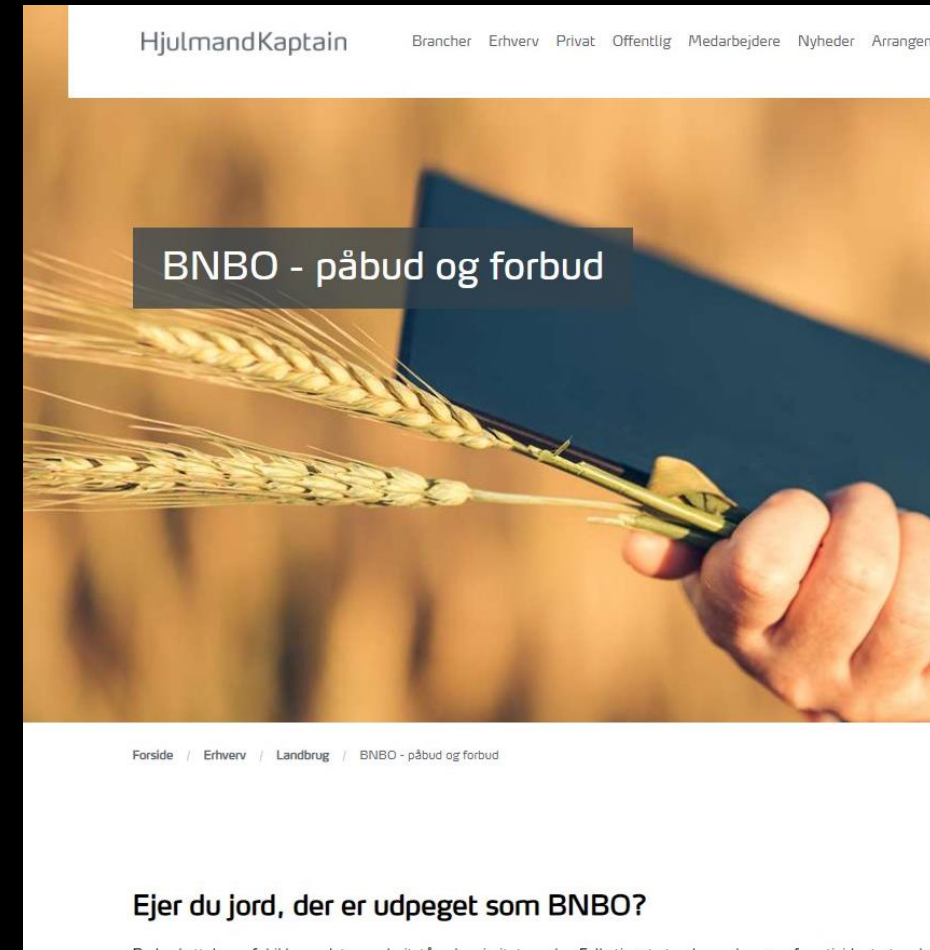 HjulmandKaptain
Brancher Erhverv Privat Offentlig Medarbejdere Nyheder
BNBO - påbud og forbud
Forside / Erhverv / Landbrug / BNBO - påbud og forbud
Ejer du jord, der er udpeget som BNBO?